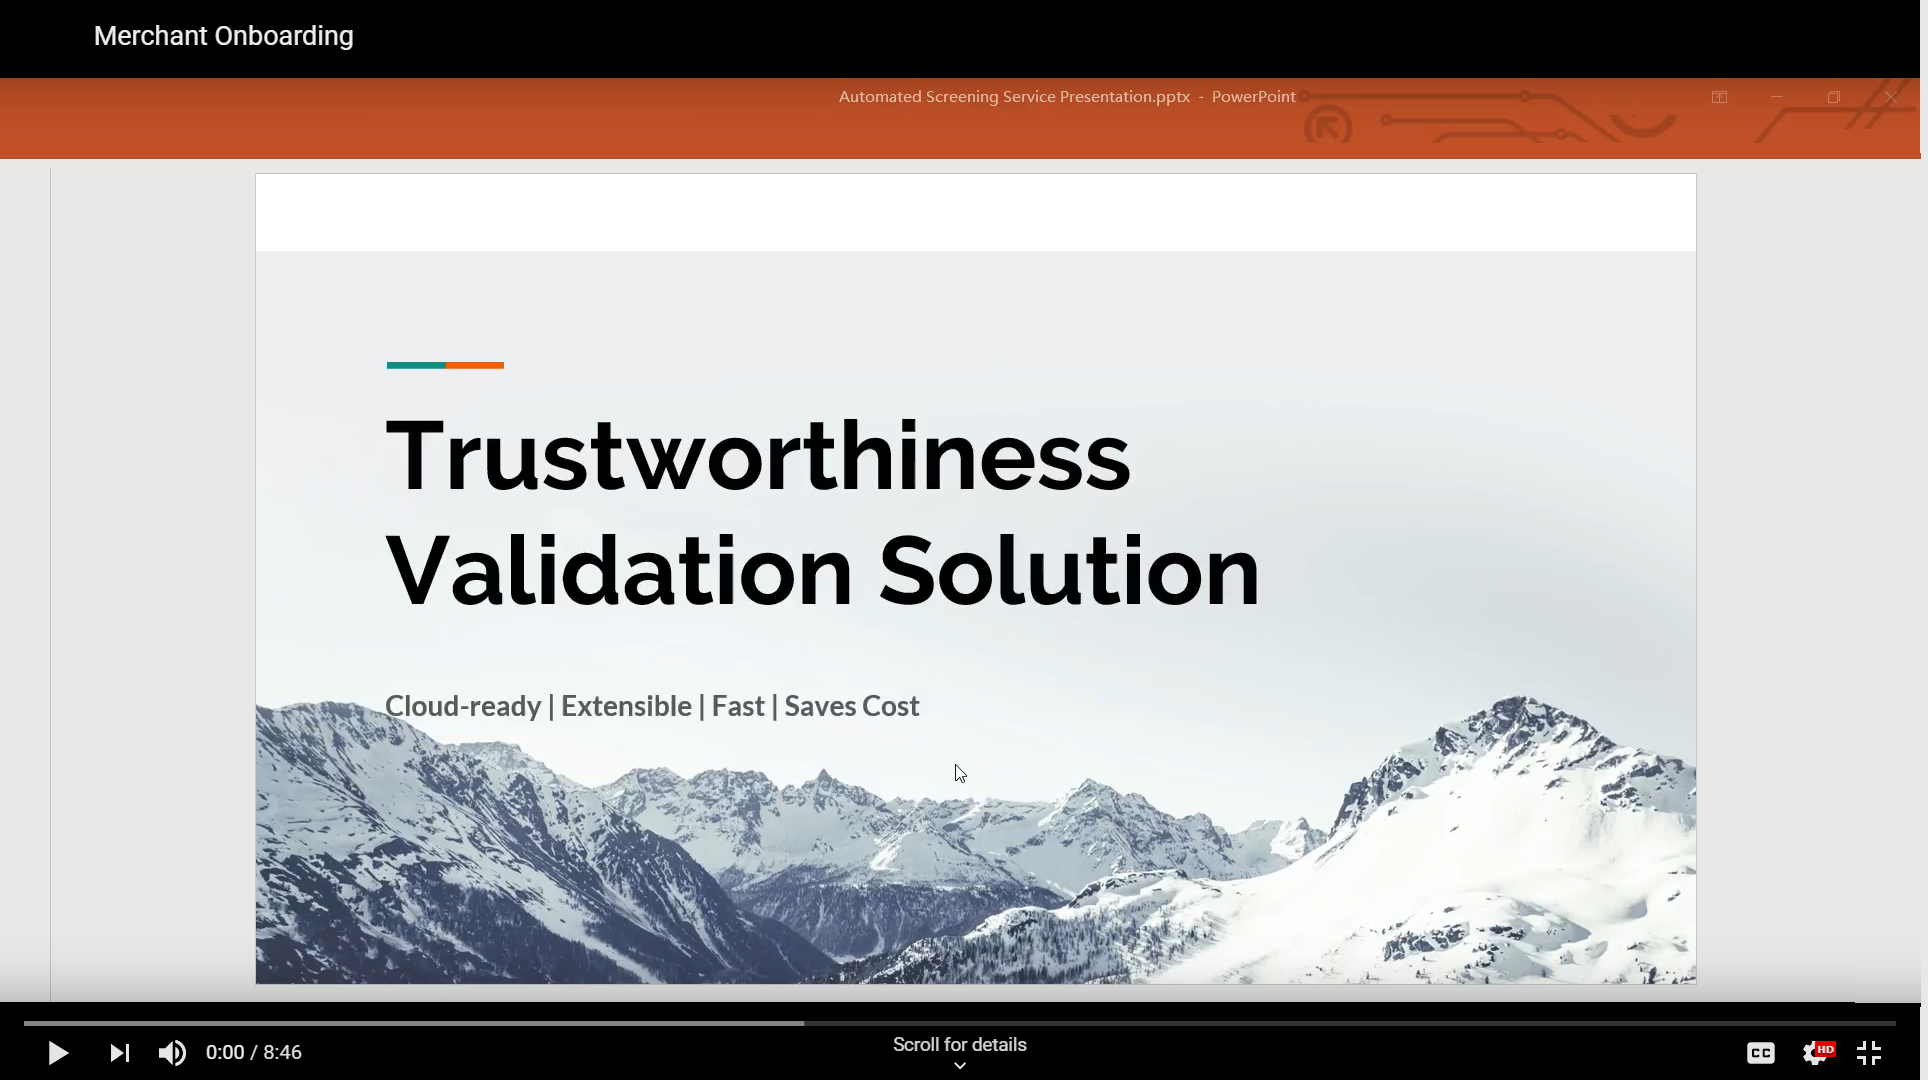 Merchant Onboarding
Automated Screening Service Presentation.pptx - PowerPoint
Trustworthiness
Validation Solution
Cloud-ready | Extensible | Fast | Saves Cost
Scroll for details
0:00 / 8:46
CC
HD